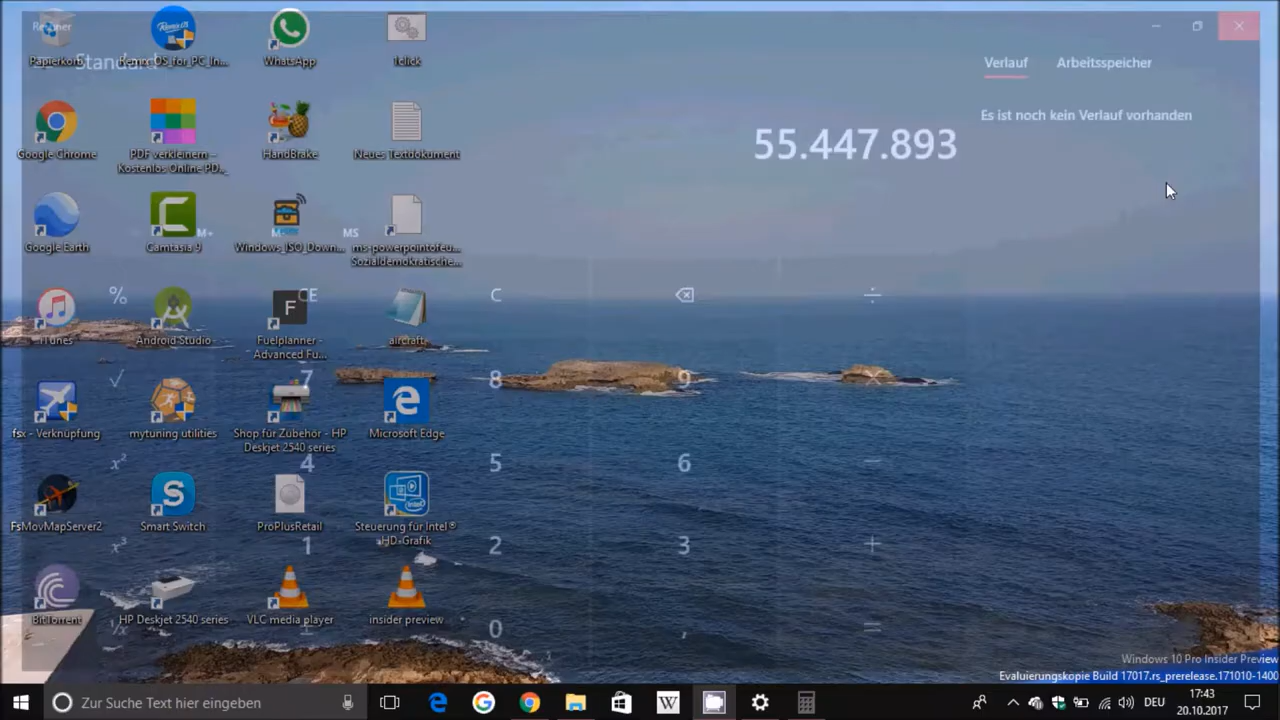 Rechner
Standard
Verlauf Arbeitsspeicher
Es ist noch kein Verlauf vorhanden
55.447.893
M+ MS
% CE C ÷
√ 7 8 9 ×
x² 4 5 6 −
x³ 1 2 3 +
¹/x ± 0 , =
Papierkorb
WhatsApp
1click
Google Chrome
PDF verkleinern -
Kostenlos Online PD...
HandBrake
Neues Textdokument
Google Earth
Camtasia 9
Windows_ISO_Down...
ms-powerpointofeu...
Sozialdemokratische...
iTunes
Android Studio
Fuelplanner -
Advanced Fu...
aircraft
fsx - Verknüpfung
mytuning utilities
Shop für Zubehör - HP
Deskjet 2540 series
Microsoft Edge
FsMovMapServer2
Smart Switch
ProPlusRetail
Steuerung für Intel®
HD-Grafik
BitTorrent
HP Deskjet 2540 series
VLC media player
insider preview
Windows 10 Pro Insider Preview
Evaluierungskopie Build 17017.rs_prerelease.171010-1400
Zur Suche Text hier eingeben
DEU
17:43
20.10.2017